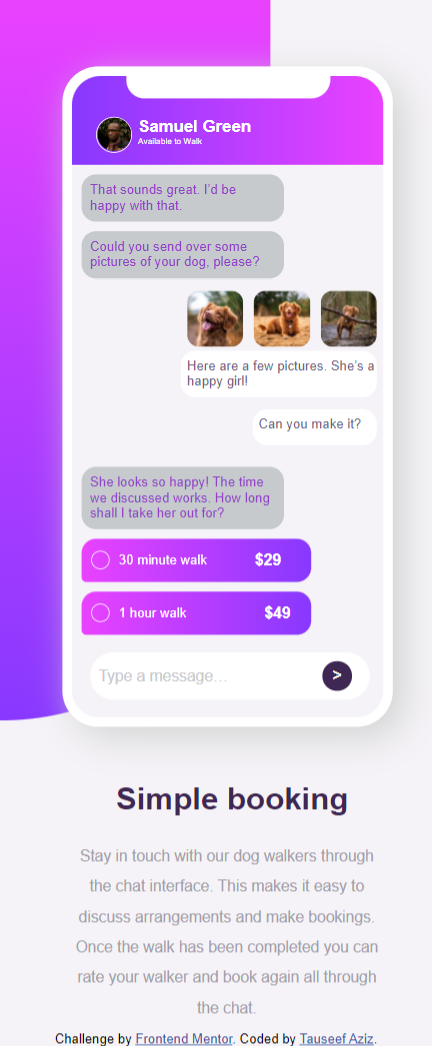 Samuel Green
Available to Walk
That sounds great. I’d be
happy with that.
Could you send over some
pictures of your dog, please?
Here are a few pictures. She’s a
happy girl!
Can you make it?
She looks so happy! The time
we discussed works. How long
shall I take her out for?
30 minute walk $29
1 hour walk $49
Type a message… >
Simple booking
Stay in touch with our dog walkers through
the chat interface. This makes it easy to
discuss arrangements and make bookings.
Once the walk has been completed you can
rate your walker and book again all through
the chat.
Challenge by Frontend Mentor. Coded by Tauseef Aziz.